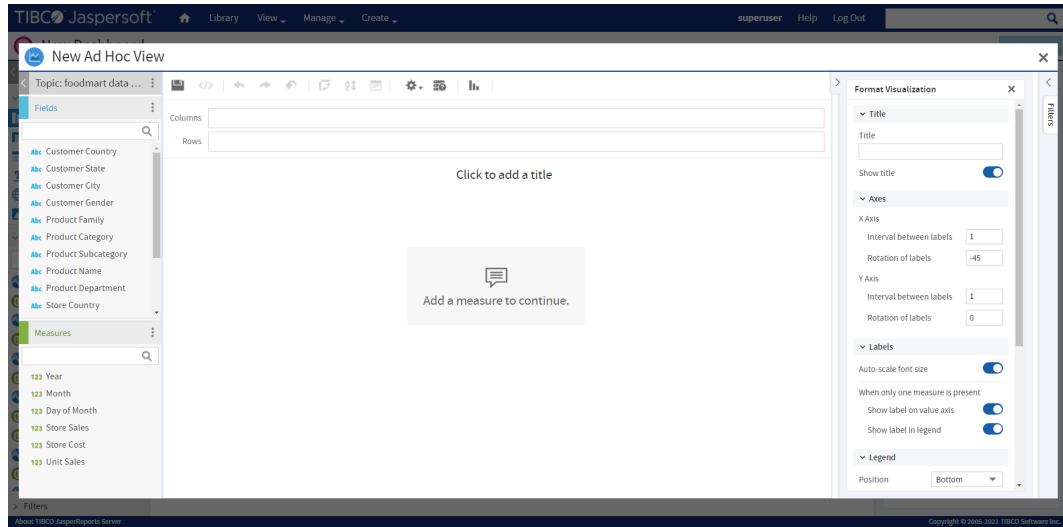 TIBCO Jaspersoft
Library View Manage Create superuser Help Log Out
New Ad Hoc View
Topic: foodmart data ...
Fields
Abc Customer Country
Abc Customer State
Abc Customer City
Abc Customer Gender
Abc Product Family
Abc Product Category
Abc Product Subcategory
Abc Product Name
Abc Product Department
Abc Store Country
Measures
123 Year
123 Month
123 Day of Month
123 Store Sales
123 Store Cost
123 Unit Sales
Columns
Rows
Click to add a title
Add a measure to continue.
Format Visualization
Title
Title
Show title
Axes
X Axis
Interval between labels 1
Rotation of labels -45
Y Axis
Interval between labels 1
Rotation of labels 0
Labels
Auto-scale font size
When only one measure is present
Show label on value axis
Show label in legend
Legend
Position Bottom
Filters
Filters
About TIBCO JasperReports Server
Copyright © 2005-2021 TIBCO Software Inc.